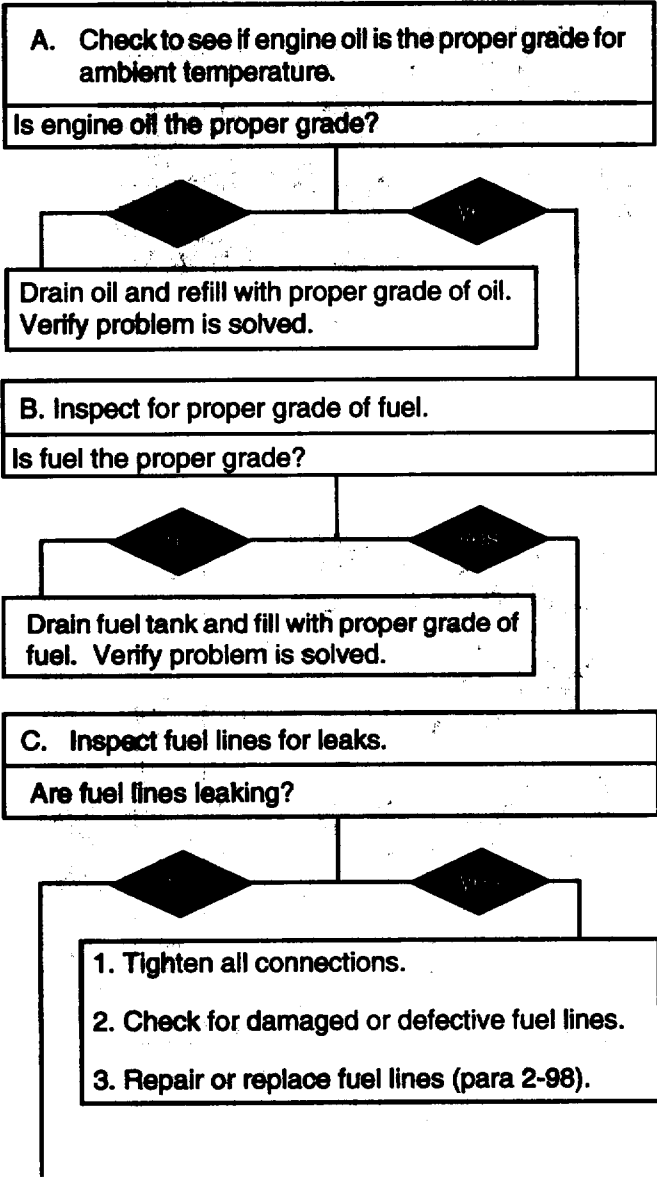 A. Check to see if engine oil is the proper grade for
ambient temperature.
Is engine oil the proper grade?
Drain oil and refill with proper grade of oil.
Verify problem is solved.
B. Inspect for proper grade of fuel.
Is fuel the proper grade?
Drain fuel tank and fill with proper grade of
fuel. Verify problem is solved.
C. Inspect fuel lines for leaks.
Are fuel lines leaking?
1. Tighten all connections.
2. Check for damaged or defective fuel lines.
3. Repair or replace fuel lines (para 2-98).